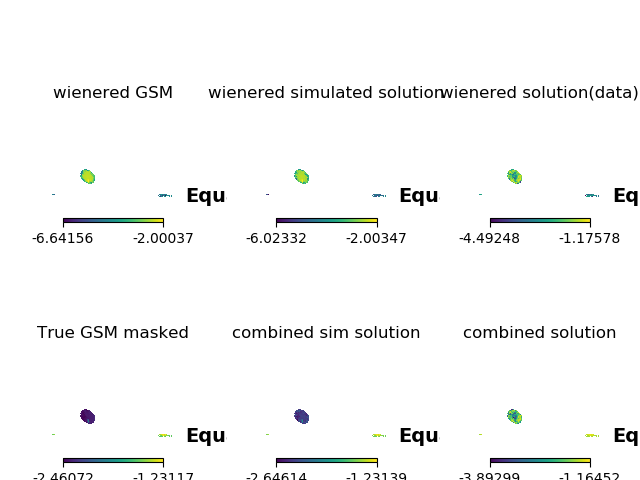 wienered GSM
wienered simulated solution
wienered solution(data)
Equ
Equ
Eq
-6.64156 -2.00037
-6.02332 -2.00347
-4.49248 -1.17578
True GSM masked
combined sim solution
combined solution
Equ
Equ
Eq
-2.46072 -1.23117
-2.64614 -1.23139
-3.89299 -1.16452